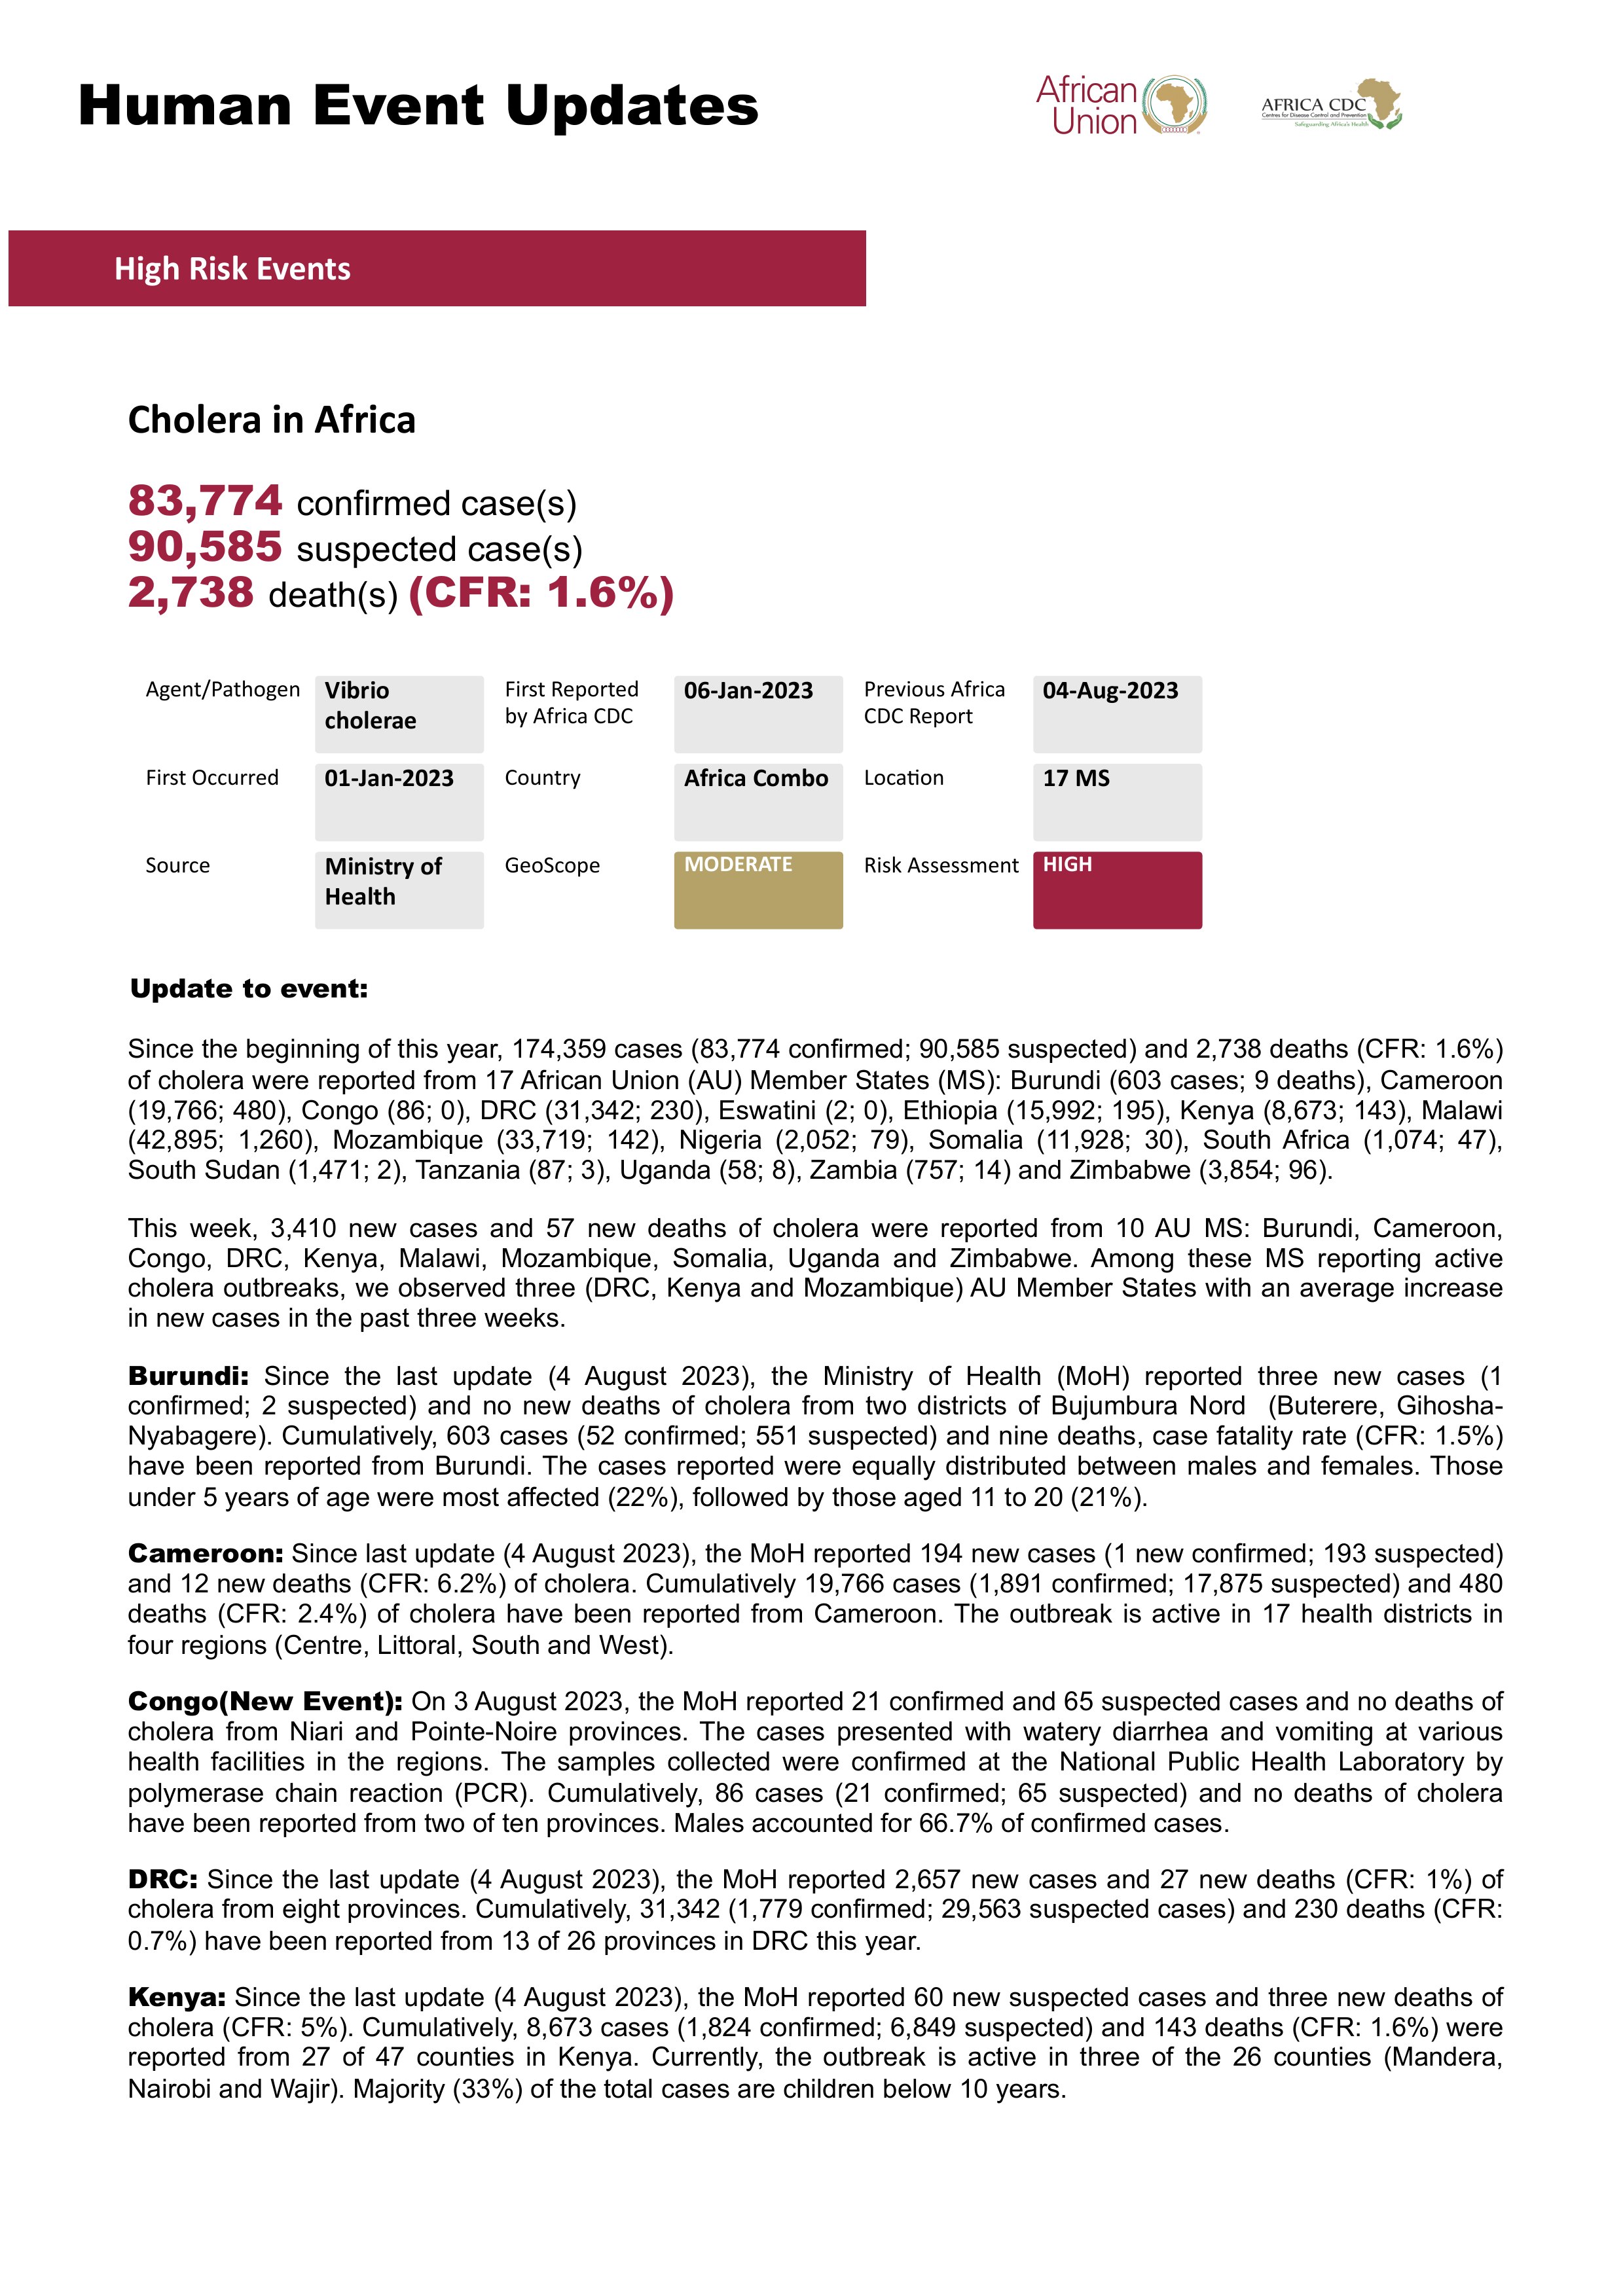 Human Event Updates
African
Union
AFRICA CDC
Centres for Disease Control and Prevention
Safeguarding Africa's Health
High Risk Events
Cholera in Africa
83,774 confirmed case(s)
90,585 suspected case(s)
2,738 death(s) (CFR: 1.6%)
Agent/Pathogen Vibrio cholerae First Reported by Africa CDC 06-Jan-2023 Previous Africa CDC Report 04-Aug-2023
First Occurred 01-Jan-2023 Country Africa Combo Location 17 MS
Source Ministry of Health GeoScope MODERATE Risk Assessment HIGH
Update to event:
Since the beginning of this year, 174,359 cases (83,774 confirmed; 90,585 suspected) and 2,738 deaths (CFR: 1.6%)
of cholera were reported from 17 African Union (AU) Member States (MS): Burundi (603 cases; 9 deaths), Cameroon
(19,766; 480), Congo (86; 0), DRC (31,342; 230), Eswatini (2; 0), Ethiopia (15,992; 195), Kenya (8,673; 143), Malawi
(42,895; 1,260), Mozambique (33,719; 142), Nigeria (2,052; 79), Somalia (11,928; 30), South Africa (1,074; 47),
South Sudan (1,471; 2), Tanzania (87; 3), Uganda (58; 8), Zambia (757; 14) and Zimbabwe (3,854; 96).
This week, 3,410 new cases and 57 new deaths of cholera were reported from 10 AU MS: Burundi, Cameroon,
Congo, DRC, Kenya, Malawi, Mozambique, Somalia, Uganda and Zimbabwe. Among these MS reporting active
cholera outbreaks, we observed three (DRC, Kenya and Mozambique) AU Member States with an average increase
in new cases in the past three weeks.
Burundi: Since the last update (4 August 2023), the Ministry of Health (MoH) reported three new cases (1
confirmed; 2 suspected) and no new deaths of cholera from two districts of Bujumbura Nord (Buterere, Gihosha-
Nyabagere). Cumulatively, 603 cases (52 confirmed; 551 suspected) and nine deaths, case fatality rate (CFR: 1.5%)
have been reported from Burundi. The cases reported were equally distributed between males and females. Those
under 5 years of age were most affected (22%), followed by those aged 11 to 20 (21%).
Cameroon: Since last update (4 August 2023), the MoH reported 194 new cases (1 new confirmed; 193 suspected)
and 12 new deaths (CFR: 6.2%) of cholera. Cumulatively 19,766 cases (1,891 confirmed; 17,875 suspected) and 480
deaths (CFR: 2.4%) of cholera have been reported from Cameroon. The outbreak is active in 17 health districts in
four regions (Centre, Littoral, South and West).
Congo(New Event): On 3 August 2023, the MoH reported 21 confirmed and 65 suspected cases and no deaths of
cholera from Niari and Pointe-Noire provinces. The cases presented with watery diarrhea and vomiting at various
health facilities in the regions. The samples collected were confirmed at the National Public Health Laboratory by
polymerase chain reaction (PCR). Cumulatively, 86 cases (21 confirmed; 65 suspected) and no deaths of cholera
have been reported from two of ten provinces. Males accounted for 66.7% of confirmed cases.
DRC: Since the last update (4 August 2023), the MoH reported 2,657 new cases and 27 new deaths (CFR: 1%) of
cholera from eight provinces. Cumulatively, 31,342 (1,779 confirmed; 29,563 suspected cases) and 230 deaths (CFR:
0.7%) have been reported from 13 of 26 provinces in DRC this year.
Kenya: Since the last update (4 August 2023), the MoH reported 60 new suspected cases and three new deaths of
cholera (CFR: 5%). Cumulatively, 8,673 cases (1,824 confirmed; 6,849 suspected) and 143 deaths (CFR: 1.6%) were
reported from 27 of 47 counties in Kenya. Currently, the outbreak is active in three of the 26 counties (Mandera,
Nairobi and Wajir). Majority (33%) of the total cases are children below 10 years.